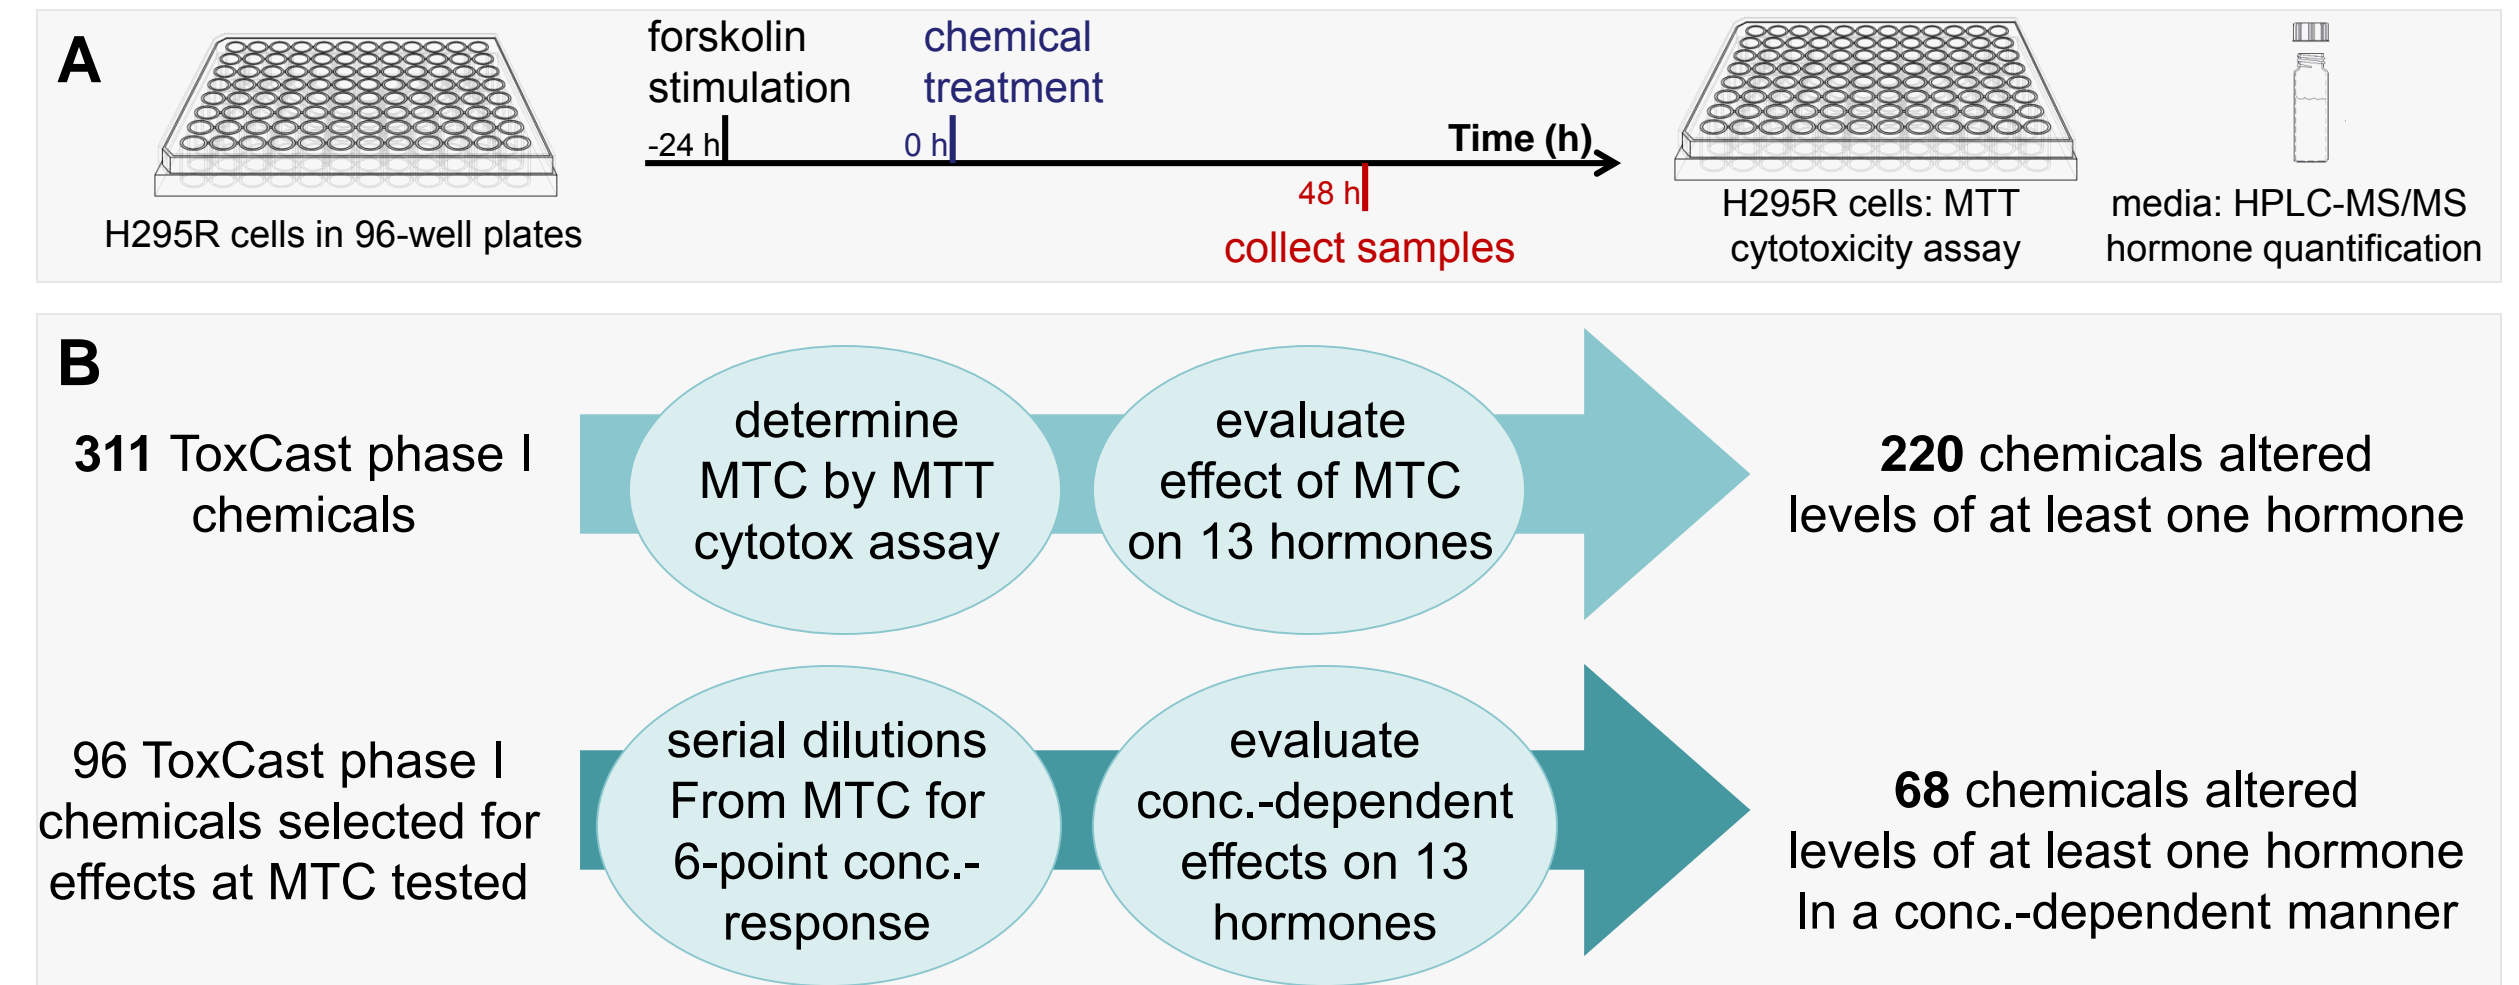 A
forskolin
stimulation
chemical
treatment
-24 h
0 h
Time (h)
48 h
collect samples
H295R cells in 96-well plates
H295R cells: MTT
cytotoxicity assay
media: HPLC-MS/MS
hormone quantification
B
311 ToxCast phase I
chemicals
determine
MTC by MTT
cytotox assay
evaluate
effect of MTC
on 13 hormones
220 chemicals altered
levels of at least one hormone
96 ToxCast phase I
chemicals selected for
effects at MTC tested
serial dilutions
From MTC for
6-point conc.-
response
evaluate
conc.-dependent
effects on 13
hormones
68 chemicals altered
levels of at least one hormone
In a conc.-dependent manner